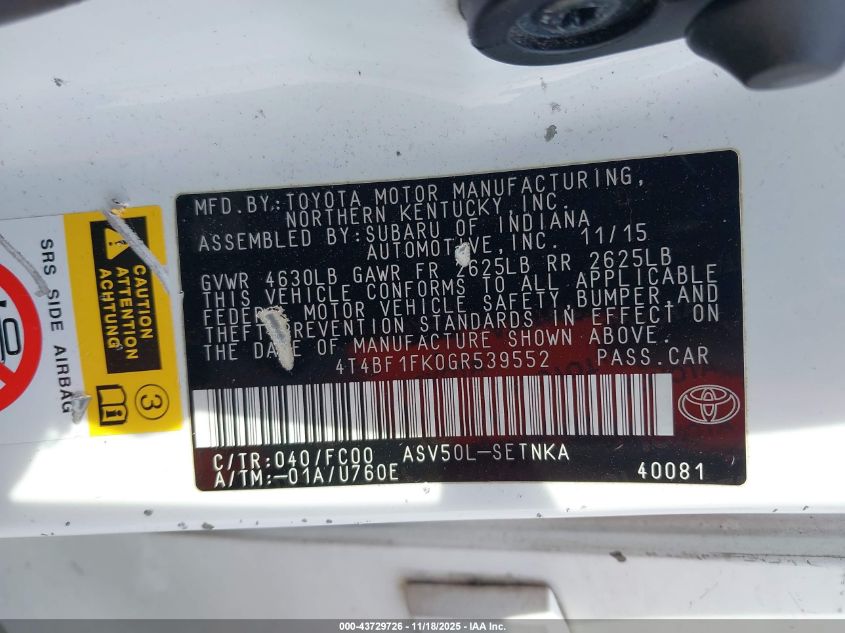 MFD.BY:TOYOTA MOTOR MANUFACTURING,
NORTHERN KENTUCKY, INC.
ASSEMBLED BY:SUBARU OF INDIANA
AUTOMOTIVE, INC. 11/15
GVWR 4630LB GAWR FR 2625LB RR 2625LB
THIS VEHICLE CONFORMS TO ALL APPLICABLE
FEDERAL MOTOR VEHICLE SAFETY, BUMPER, AND
THEFT PREVENTION STANDARDS IN EFFECT ON
THE DATE OF MANUFACTURE SHOWN ABOVE.
4T4BF1FK0GR539552 PASS.CAR
C/TR:040/FC00 ASV50L-SETNKA
A/TM:-01A/U760E 40081
CAUTION
ATTENTION
ACHTUNG
3
SRS SIDE AIRBAG
000-43729726 | 11/18/2025 | IAA Inc.